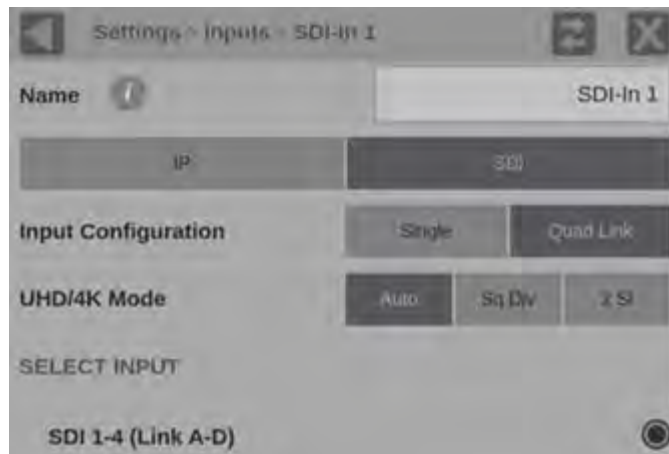 Settings > Inputs > SDI-In 1
Name i SDI-In 1
IP SDI
Input Configuration Single Quad Link
UHD/4K Mode Auto Sq Div 2 SI
SELECT INPUT
SDI 1-4 (Link A-D)